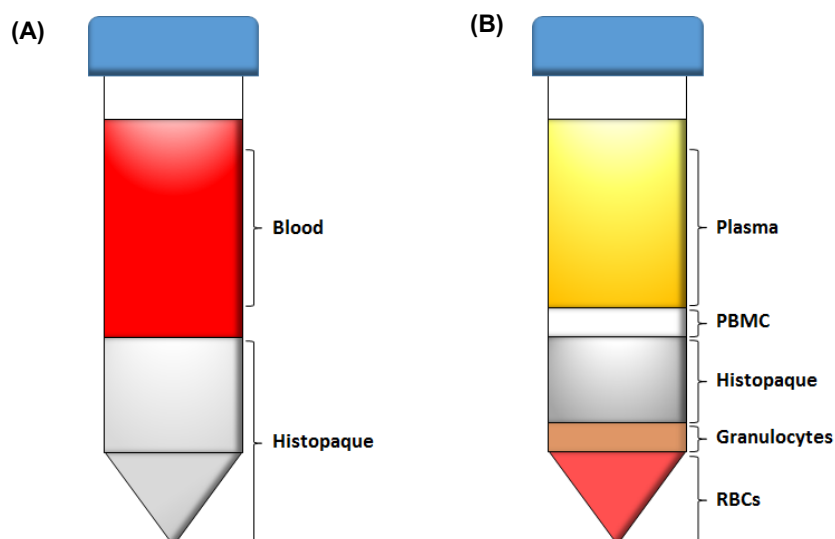 (A)
Blood
Histopaque
(B)
Plasma
PBMC
Histopaque
Granulocytes
RBCs